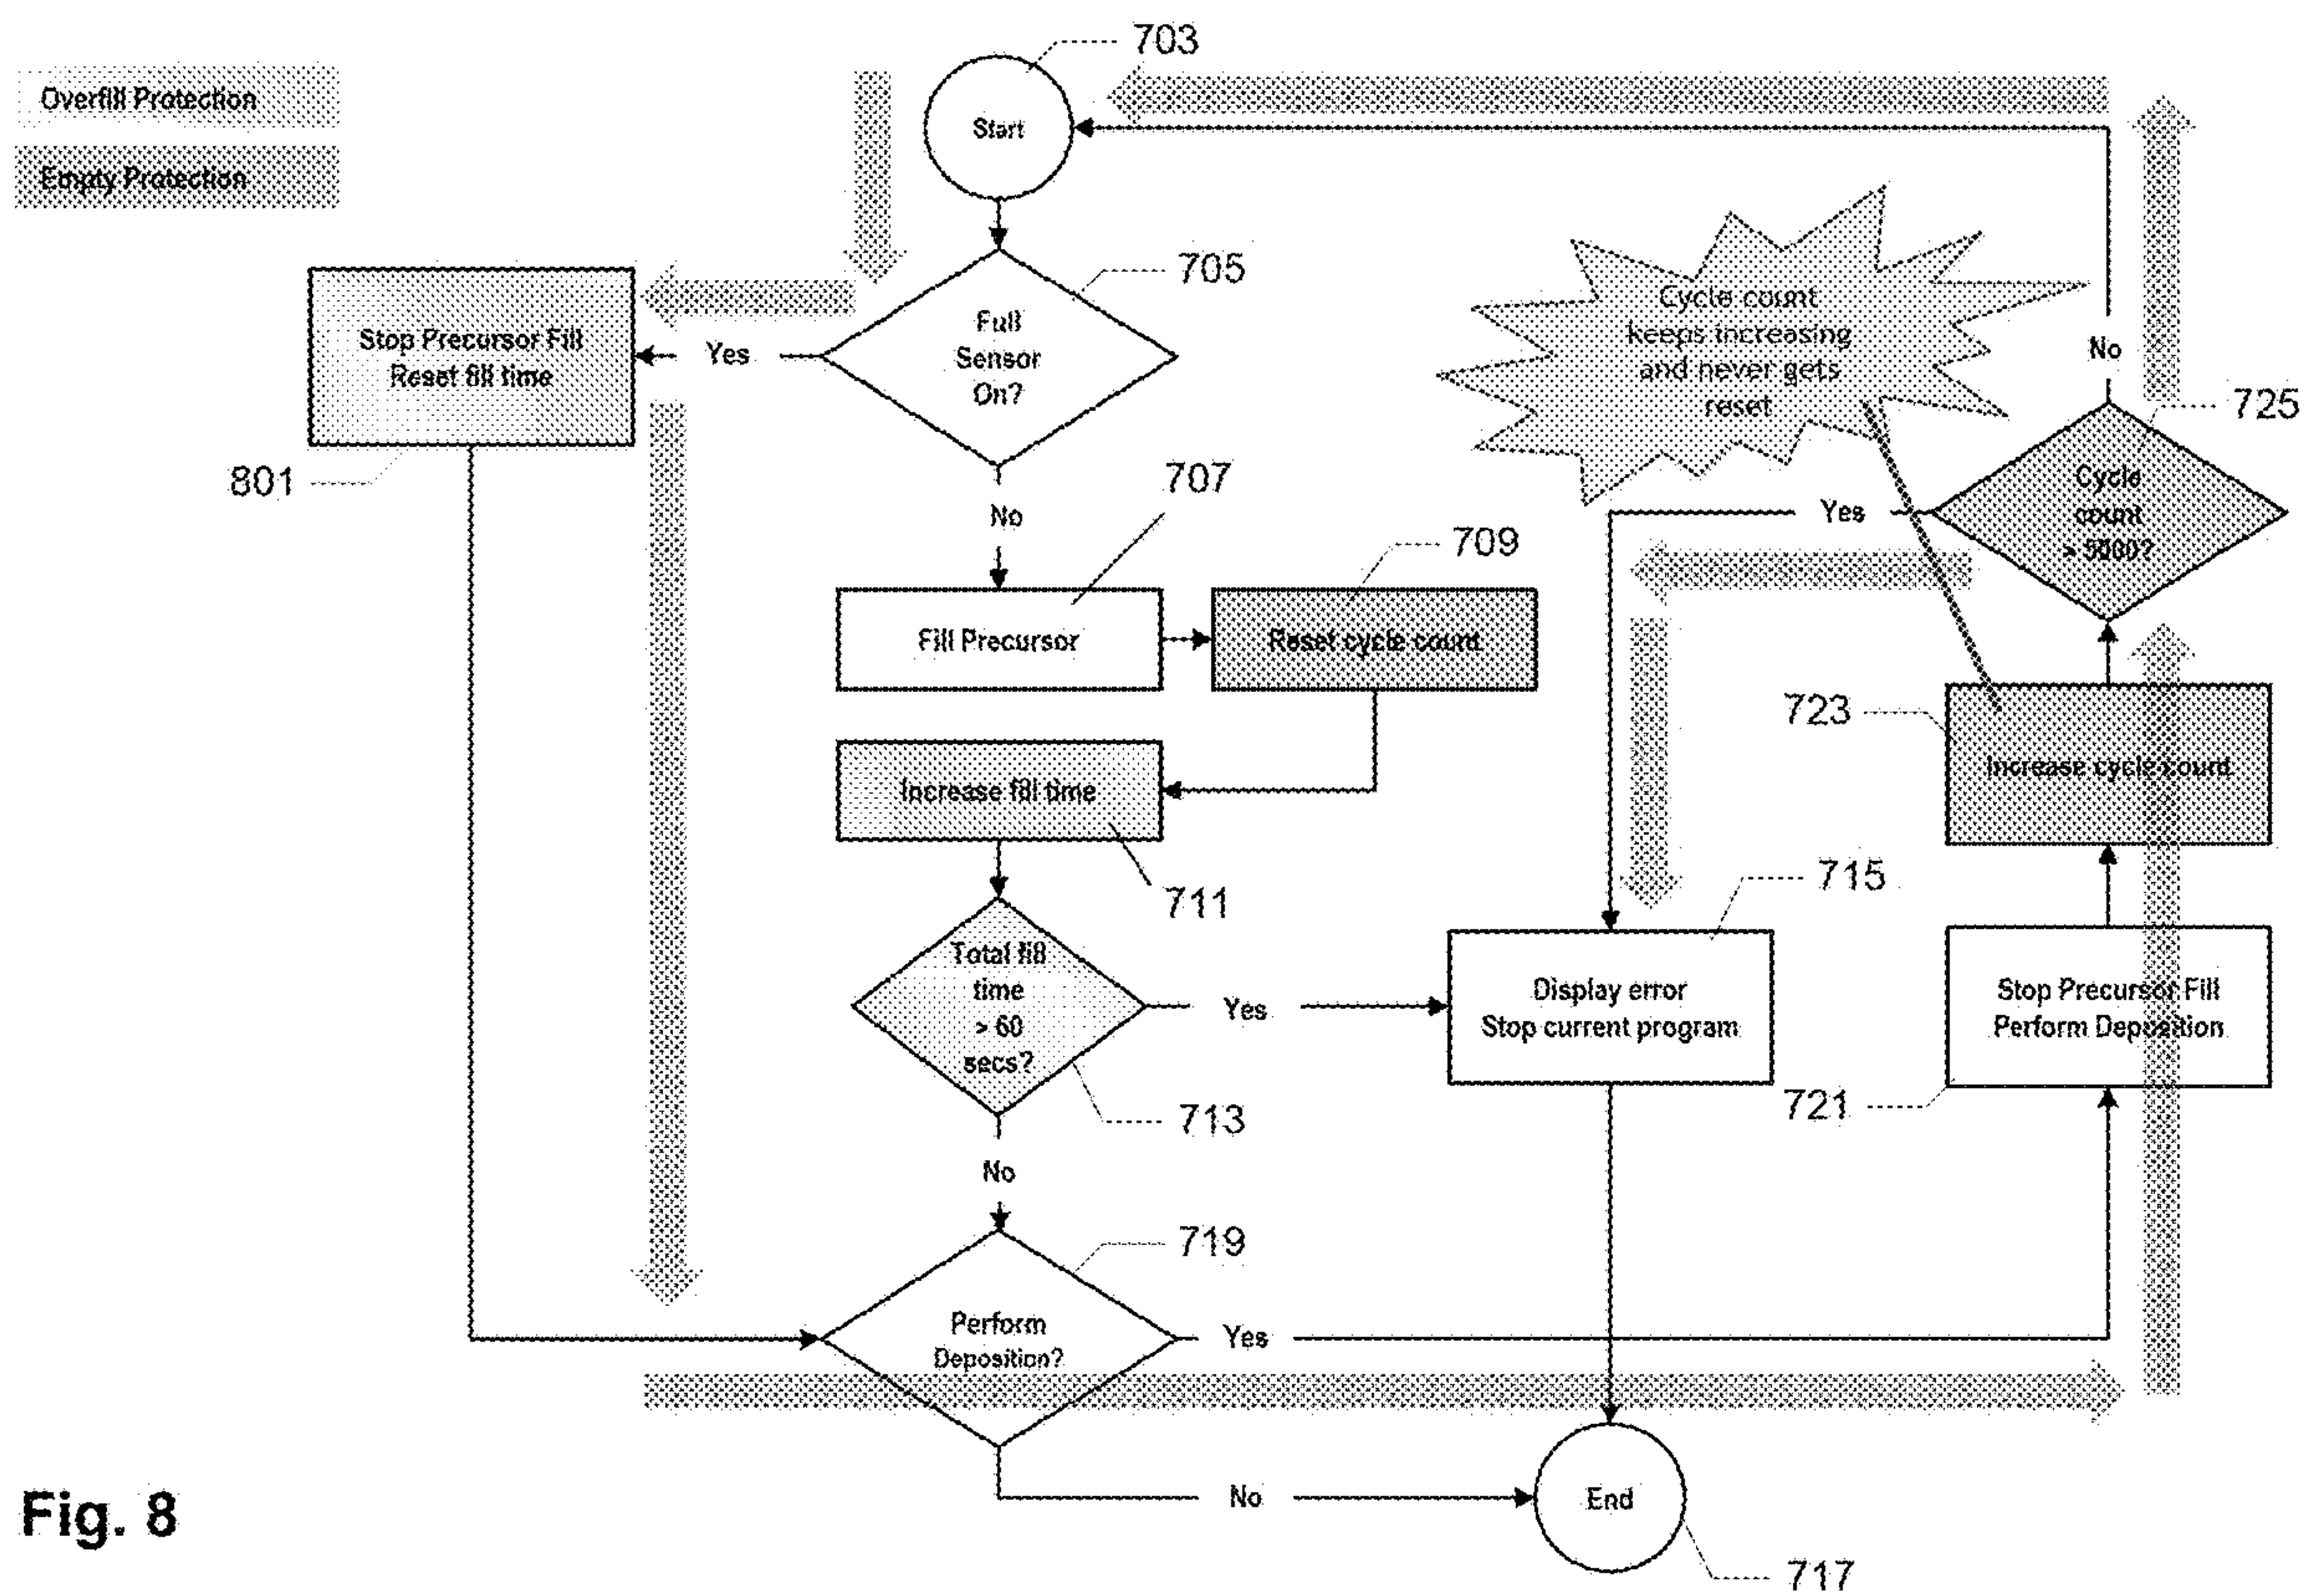 703
Overfill Protection
Empty Protection
Start
705
Full
Sensor
On?
Stop Precursor Fill
Reset fill time
Yes
801
No
707
Fill Precursor
709
Reset cycle count
Increase fill time
711
Total fill
time
> 60
secs?
713
Yes
No
719
Perform
Deposition?
Yes
No
Cycle count
keeps increasing
and never gets
reset
No
725
Cycle
count
> 5000?
Yes
723
Increase cycle count
715
Display error
Stop current program
Stop Precursor Fill
Perform Deposition
721
End
717
Fig. 8